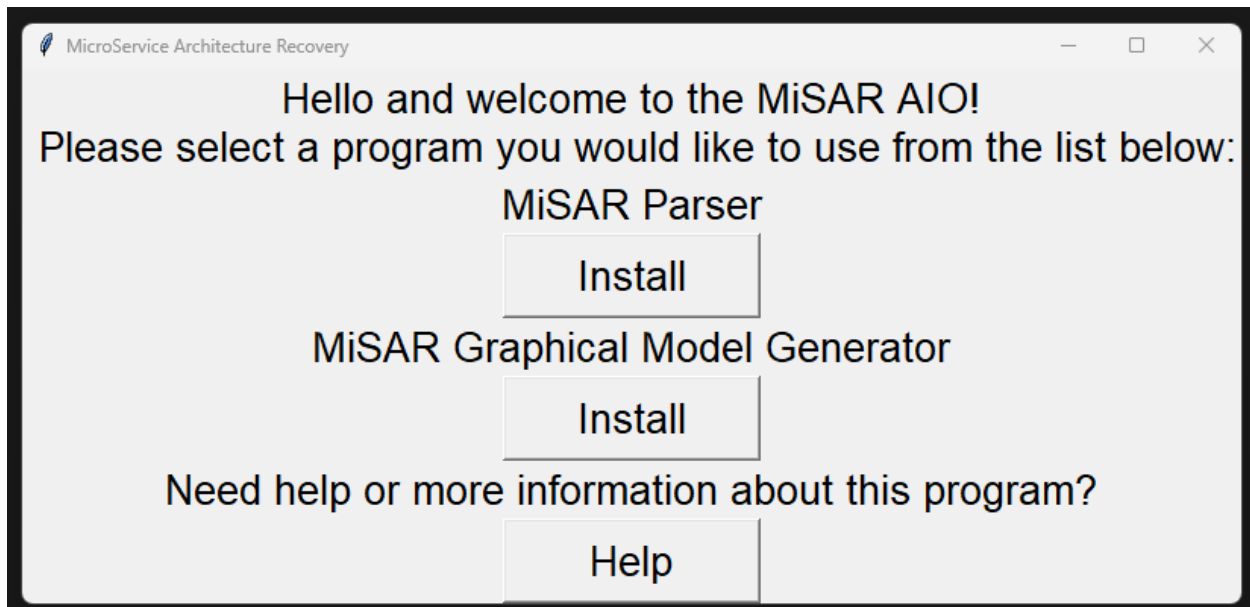 MicroService Architecture Recovery
Hello and welcome to the MiSAR AIO!
Please select a program you would like to use from the list below:
MiSAR Parser
Install
MiSAR Graphical Model Generator
Install
Need help or more information about this program?
Help